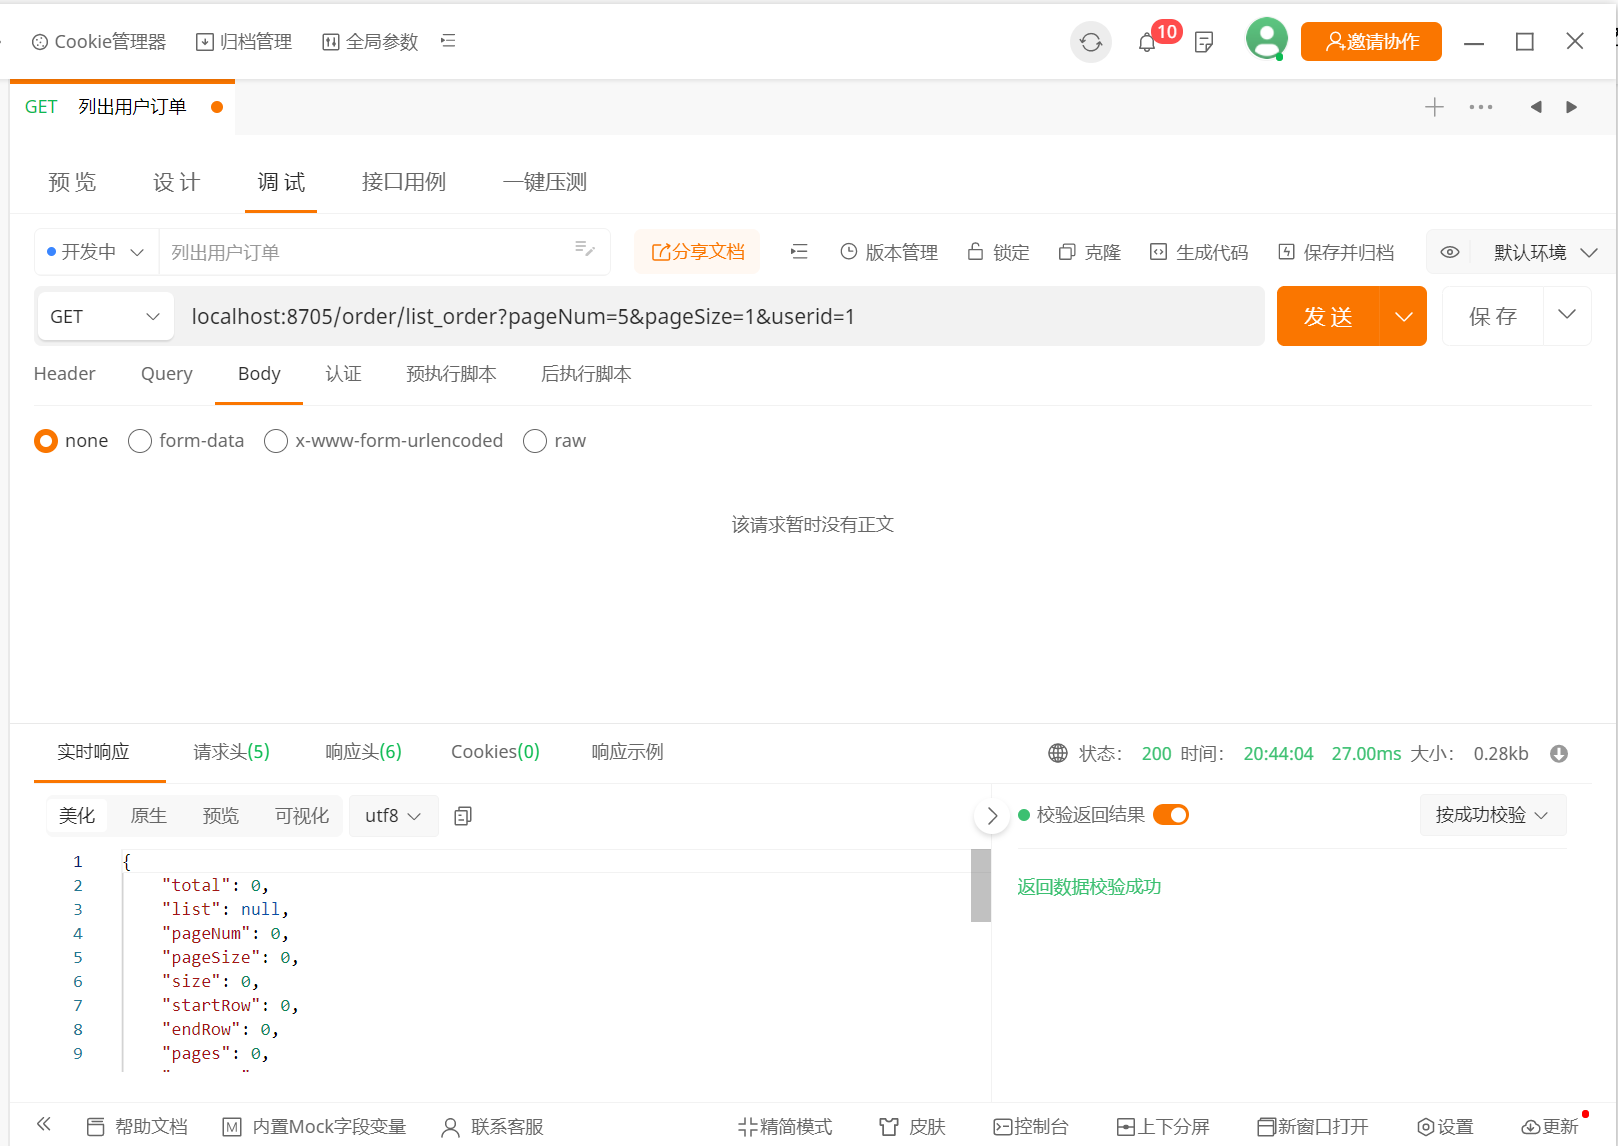 Cookie管理器 归档管理 全局参数 10 邀请协作
GET 列出用户订单
预 览 设 计 调 试 接口用例 一键压测
开发中 列出用户订单 分享文档 版本管理 锁定 克隆 生成代码 保存并归档 默认环境
GET localhost:8705/order/list_order?pageNum=5&pageSize=1&userid=1 发 送 保 存
Header Query Body 认证 预执行脚本 后执行脚本
none form-data x-www-form-urlencoded raw
该请求暂时没有正文
实时响应 请求头(5) 响应头(6) Cookies(0) 响应示例 状态： 200 时间： 20:44:04 27.00ms 大小： 0.28kb
美化 原生 预览 可视化 utf8 校验返回结果 按成功校验
返回数据校验成功
1 {
2 "total": 0,
3 "list": null,
4 "pageNum": 0,
5 "pageSize": 0,
6 "size": 0,
7 "startRow": 0,
8 "endRow": 0,
9 "pages": 0,
帮助文档 M 内置Mock字段变量 联系客服 精简模式 皮肤 控制台 上下分屏 新窗口打开 设置 更新